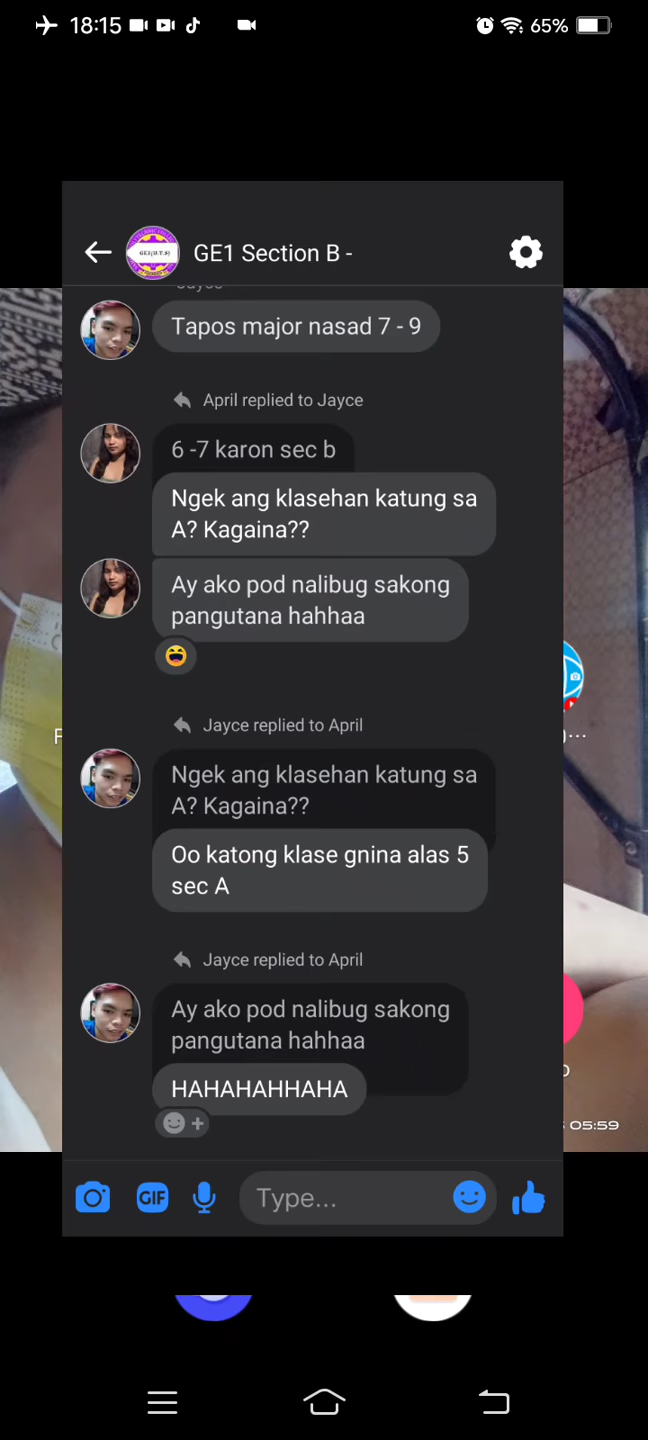 18:15
65%
GE1 Section B -
Tapos major nasad 7 - 9
April replied to Jayce
6 -7 karon sec b
Ngek ang klasehan katung sa
A? Kagaina??
Ay ako pod nalibug sakong
pangutana hahhaa
Jayce replied to April
Ngek ang klasehan katung sa
A? Kagaina??
Oo katong klase gnina alas 5
sec A
Jayce replied to April
Ay ako pod nalibug sakong
pangutana hahhaa
HAHAHAHHAHA
05:59
GIF
Type...